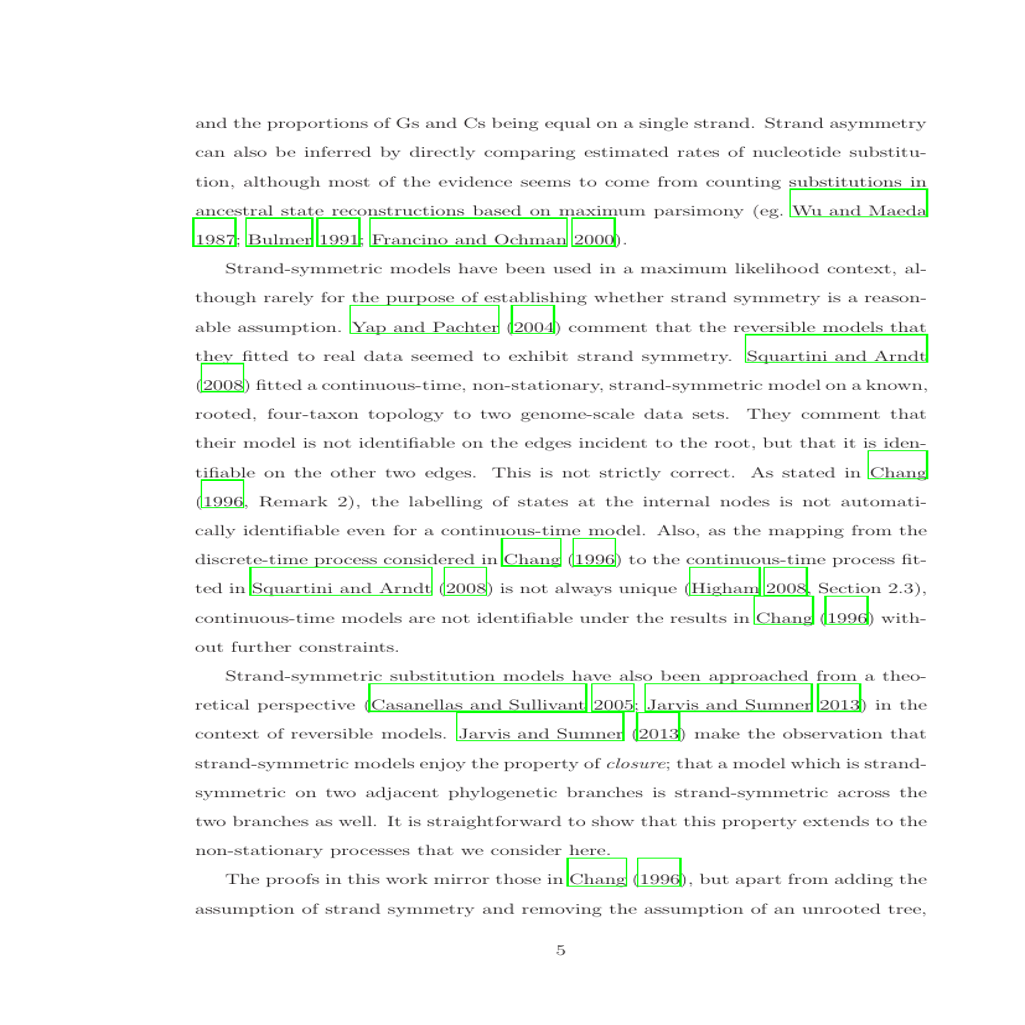 and the proportions of Gs and Cs being equal on a single strand. Strand asymmetry
can also be inferred by directly comparing estimated rates of nucleotide substitu-
tion, although most of the evidence seems to come from counting substitutions in
ancestral state reconstructions based on maximum parsimony (eg. Wu and Maeda
1987; Bulmer 1991; Francino and Ochman 2000).
Strand-symmetric models have been used in a maximum likelihood context, al-
though rarely for the purpose of establishing whether strand symmetry is a reason-
able assumption. Yap and Pachter (2004) comment that the reversible models that
they fitted to real data seemed to exhibit strand symmetry. Squartini and Arndt
(2008) fitted a continuous-time, non-stationary, strand-symmetric model on a known,
rooted, four-taxon topology to two genome-scale data sets. They comment that
their model is not identifiable on the edges incident to the root, but that it is iden-
tifiable on the other two edges. This is not strictly correct. As stated in Chang
(1996, Remark 2), the labelling of states at the internal nodes is not automati-
cally identifiable even for a continuous-time model. Also, as the mapping from the
discrete-time process considered in Chang (1996) to the continuous-time process fit-
ted in Squartini and Arndt (2008) is not always unique (Higham 2008, Section 2.3),
continuous-time models are not identifiable under the results in Chang (1996) with-
out further constraints.
Strand-symmetric substitution models have also been approached from a theo-
retical perspective (Casanellas and Sullivant 2005; Jarvis and Sumner 2013) in the
context of reversible models. Jarvis and Sumner (2013) make the observation that
strand-symmetric models enjoy the property of closure; that a model which is strand-
symmetric on two adjacent phylogenetic branches is strand-symmetric across the
two branches as well. It is straightforward to show that this property extends to the
non-stationary processes that we consider here.
The proofs in this work mirror those in Chang (1996), but apart from adding the
assumption of strand symmetry and removing the assumption of an unrooted tree,
5